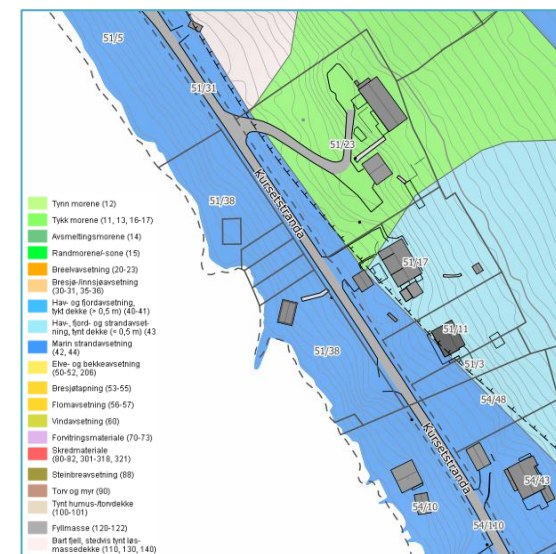 51/5
51/31
51/23
51/38
Kursetstranda
51/17
51/38
51/11
51/3
54/48
Kursetstranda
54/43
54/10
54/110
Tynn morene (12)
Tykk morene (11, 13, 16-17)
Avsmeltingsmorene (14)
Randmorene/-sone (15)
Breelvavsetning (20-23)
Bresjø-/innsjøavsetning
(30-31, 35-36)
Hav- og fjordavsetning,
tykt dekke (> 0,5 m) (40-41)
Hav-, fjord- og strandavset-
ning, tynt dekke (< 0,5 m) (43
Marin strandavsetning
(42, 44)
Elve- og bekkeavsetning
(50-52, 206)
Bresjøtapning (53-55)
Flomavsetning (56-57)
Vindavsetning (60)
Forvitringsmateriale (70-73)
Skredmateriale
(80-82, 301-318, 321)
Steinbreavsetning (88)
Torv og myr (90)
Tynt humus-/torvdekke
(100-101)
Fyllmasse (120-122)
Bart fjell, stedvis tynt løs-
massedekke (110, 130, 140)